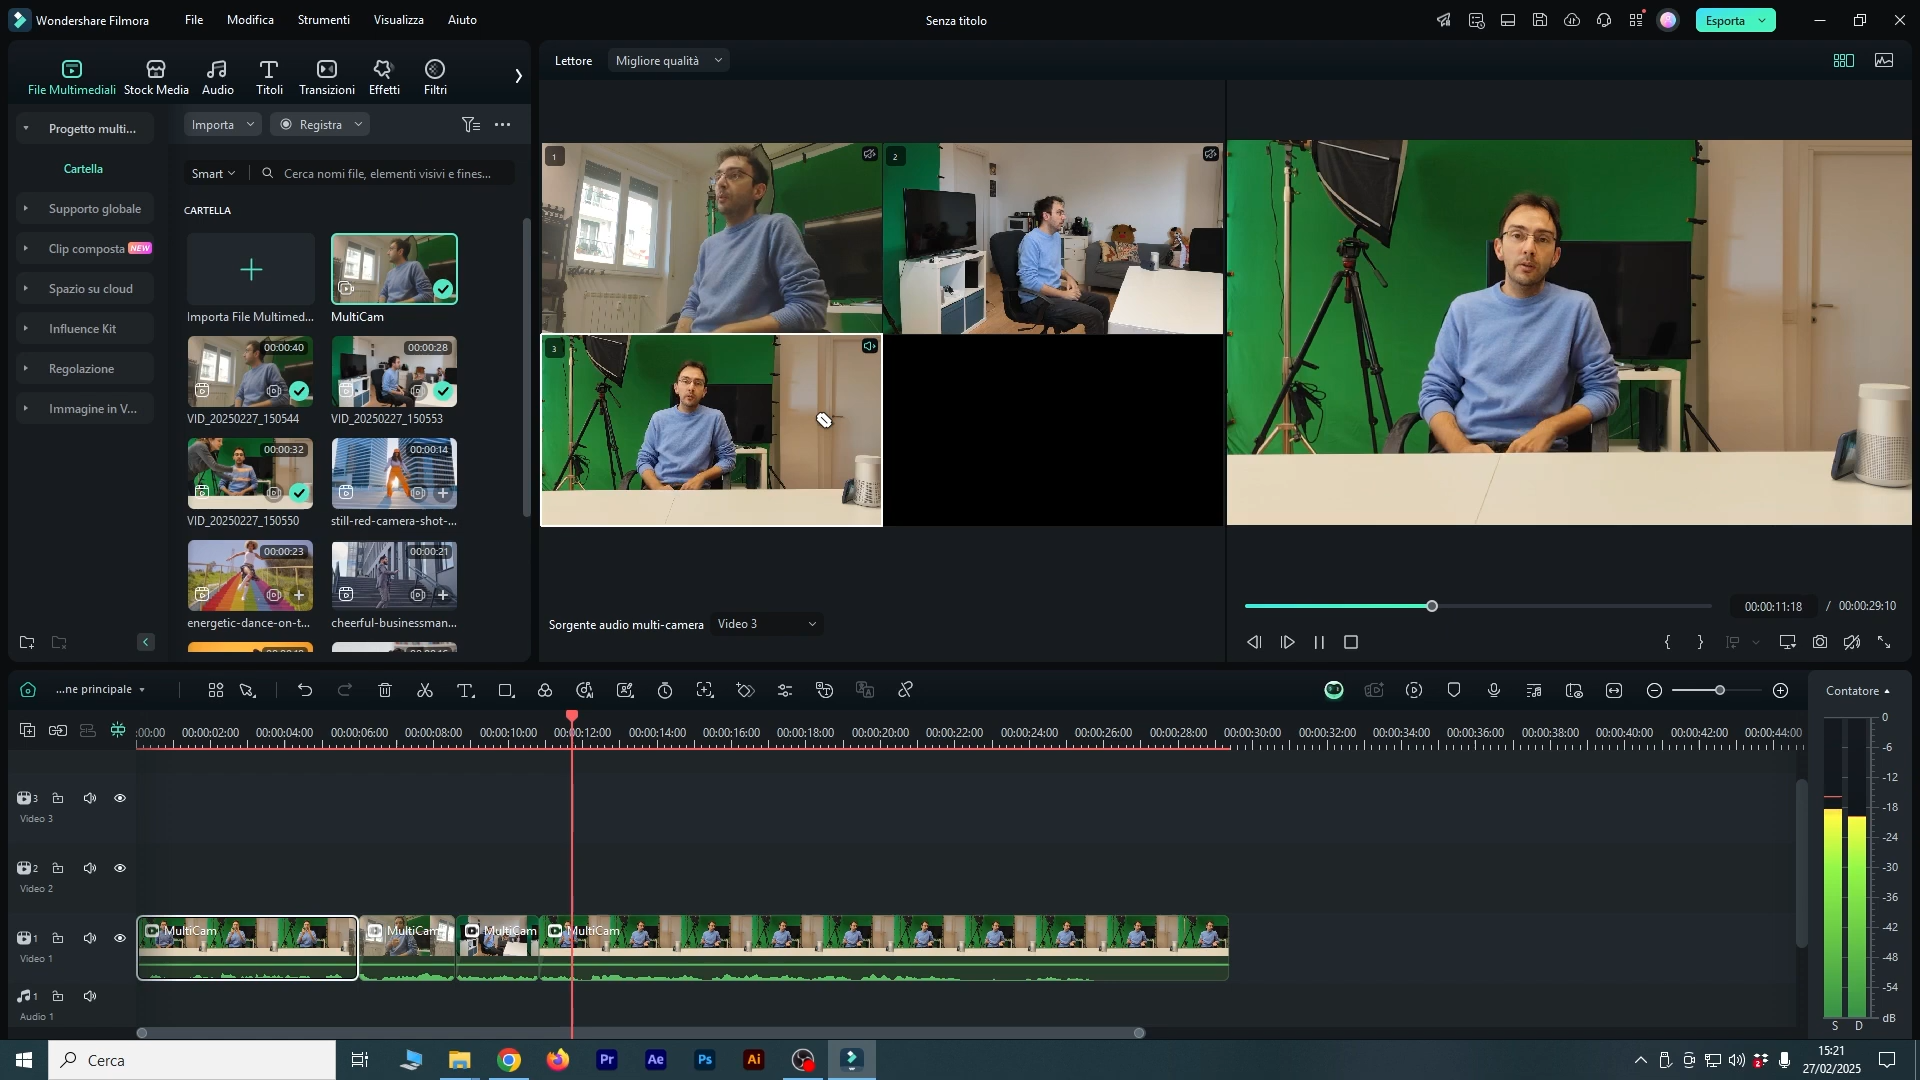 Wondershare Filmora
File
Modifica
Strumenti
Visualizza
Aiuto
Senza titolo
Esporta
File Multimediali
Stock Media
Audio
Titoli
Transizioni
Effetti
Filtri
Lettore
Migliore qualità
Progetto multi...
Cartella
Supporto globale
Clip composta NEW
Spazio su cloud
Influence Kit
Regolazione
Immagine in V...
Importa
Registra
Smart
Cerca nomi file, elementi visivi e fines...
CARTELLA
Importa File Multimed...
MultiCam
00:00:40
00:00:28
VID_20250227_150544
VID_20250227_150553
00:00:32
00:00:14
VID_20250227_150550
still-red-camera-shot-...
00:00:23
00:00:21
energetic-dance-on-t...
cheerful-businessman...
1
2
3
Sorgente audio multi-camera
Video 3
00:00:11:18 / 00:00:29:10
...ne principale
Contatore
:00:00
00:00:02:00
00:00:04:00
00:00:06:00
00:00:08:00
00:00:10:00
00:00:12:00
00:00:14:00
00:00:16:00
00:00:18:00
00:00:20:00
00:00:22:00
00:00:24:00
00:00:26:00
00:00:28:00
00:00:30:00
00:00:32:00
00:00:34:00
00:00:36:00
00:00:38:00
00:00:40:00
00:00:42:00
00:00:44:00
3
Video 3
2
Video 2
1
Video 1
MultiCam
MultiCam
MultiCam
MultiCam
1
Audio 1
0
-6
-12
-18
-24
-30
-36
-42
-48
-54
dB
S
D
Cerca
Pr
Ae
Ps
Ai
15:21
27/02/2025